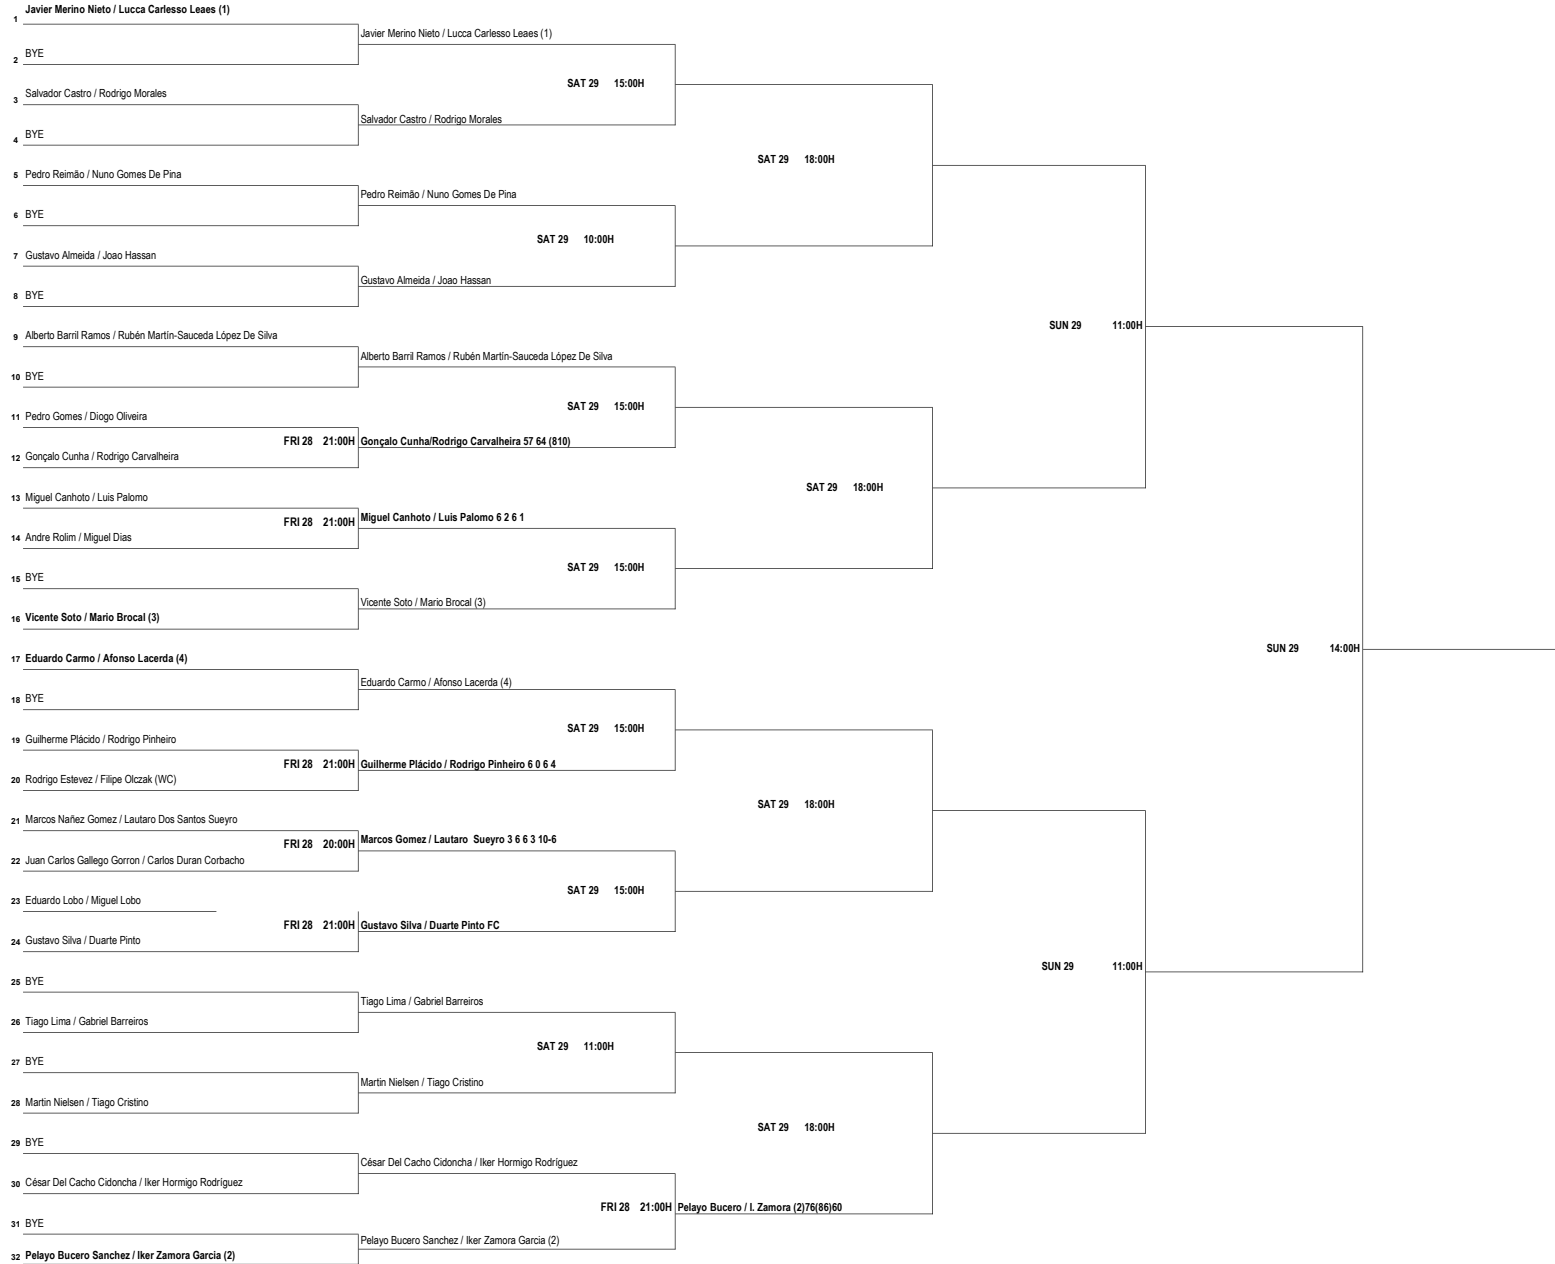 1 Javier Merino Nieto / Lucca Carlesso Leaes (1)
Javier Merino Nieto / Lucca Carlesso Leaes (1)
2 BYE
SAT 29 15:00H
3 Salvador Castro / Rodrigo Morales
Salvador Castro / Rodrigo Morales
4 BYE
SAT 29 18:00H
5 Pedro Reimão / Nuno Gomes De Pina
Pedro Reimão / Nuno Gomes De Pina
6 BYE
SAT 29 10:00H
7 Gustavo Almeida / Joao Hassan
Gustavo Almeida / Joao Hassan
8 BYE
SUN 29 11:00H
9 Alberto Barril Ramos / Rubén Martín-Sauceda López De Silva
Alberto Barril Ramos / Rubén Martín-Sauceda López De Silva
10 BYE
SAT 29 15:00H
11 Pedro Gomes / Diogo Oliveira
FRI 28 21:00H Gonçalo Cunha/Rodrigo Carvalheira 57 64 (810)
12 Gonçalo Cunha / Rodrigo Carvalheira
SAT 29 18:00H
13 Miguel Canhoto / Luis Palomo
FRI 28 21:00H Miguel Canhoto / Luis Palomo 6 2 6 1
14 Andre Rolim / Miguel Dias
SAT 29 15:00H
15 BYE
Vicente Soto / Mario Brocal (3)
16 Vicente Soto / Mario Brocal (3)
SUN 29 14:00H
17 Eduardo Carmo / Afonso Lacerda (4)
Eduardo Carmo / Afonso Lacerda (4)
18 BYE
SAT 29 15:00H
19 Guilherme Plácido / Rodrigo Pinheiro
FRI 28 21:00H Guilherme Plácido / Rodrigo Pinheiro 6 0 6 4
20 Rodrigo Estevez / Filipe Olczak (WC)
SAT 29 18:00H
21 Marcos Nañez Gomez / Lautaro Dos Santos Sueyro
FRI 28 20:00H Marcos Gomez / Lautaro Sueyro 3 6 6 3 10-6
22 Juan Carlos Gallego Gorron / Carlos Duran Corbacho
SAT 29 15:00H
23 Eduardo Lobo / Miguel Lobo
FRI 28 21:00H Gustavo Silva / Duarte Pinto FC
24 Gustavo Silva / Duarte Pinto
SUN 29 11:00H
25 BYE
Tiago Lima / Gabriel Barreiros
26 Tiago Lima / Gabriel Barreiros
SAT 29 11:00H
27 BYE
Martin Nielsen / Tiago Cristino
28 Martin Nielsen / Tiago Cristino
SAT 29 18:00H
29 BYE
César Del Cacho Cidoncha / Iker Hormigo Rodríguez
30 César Del Cacho Cidoncha / Iker Hormigo Rodríguez
FRI 28 21:00H Pelayo Bucero / I. Zamora (2)76(86)60
31 BYE
Pelayo Bucero Sanchez / Iker Zamora Garcia (2)
32 Pelayo Bucero Sanchez / Iker Zamora Garcia (2)